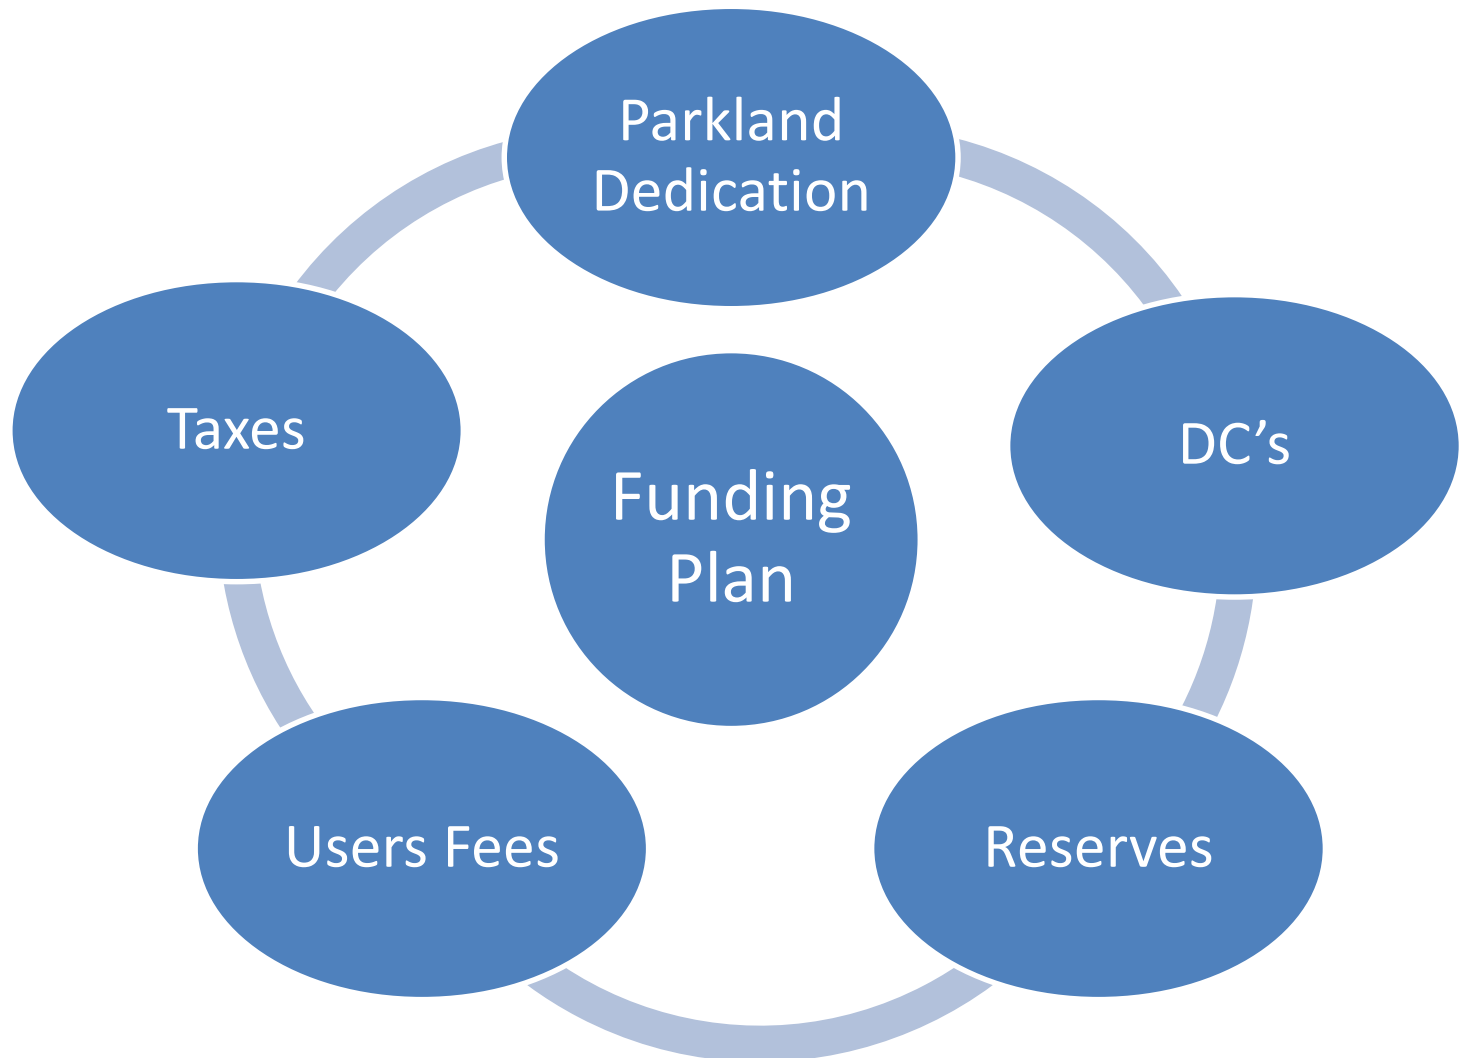 Parkland
Dedication
Taxes
DC’s
Funding
Plan
Users Fees
Reserves